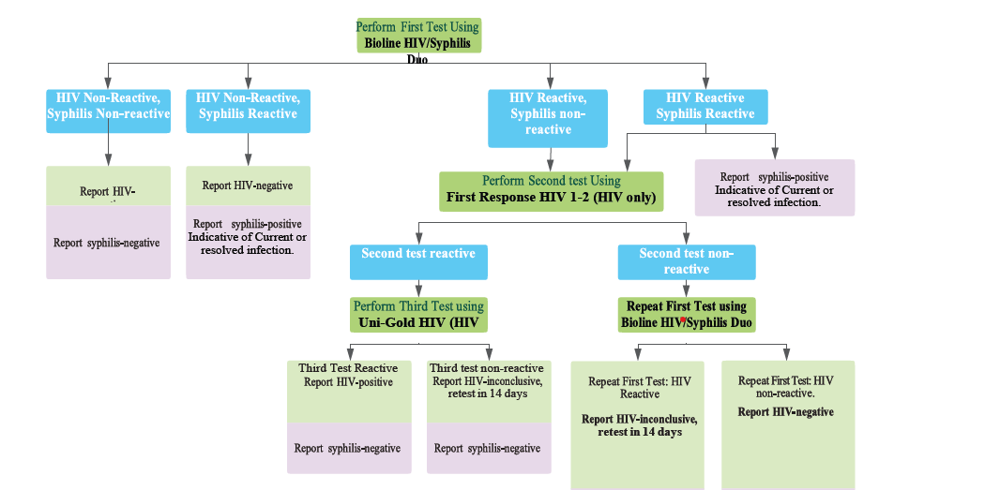 Perform First Test Using
Bioline HIV/Syphilis
Duo
HIV Non-Reactive,
Syphilis Non-reactive
HIV Non-Reactive,
Syphilis Reactive
HIV Reactive,
Syphilis non-
reactive
HIV Reactive
Syphilis Reactive
Report HIV-
Report syphilis-negative
Report HIV-negative
Report syphilis-positive
Indicative of Current or
resolved infection.
Perform Second test Using
First Response HIV 1-2 (HIV only)
Report syphilis-positive
Indicative of Current or
resolved infection.
Second test reactive
Second test non-
reactive
Perform Third Test using
Uni-Gold HIV (HIV
Repeat First Test using
Bioline HIV/Syphilis Duo
Third Test Reactive
Report HIV-positive
Report syphilis-negative
Third test non-reactive
Report HIV-inconclusive,
retest in 14 days
Report syphilis-negative
Repeat First Test: HIV
Reactive
Report HIV-inconclusive,
retest in 14 days
Repeat First Test: HIV
non-reactive.
Report HIV-negative